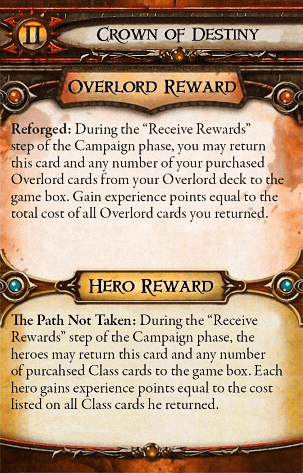 II
Crown of Destiny
Overlord Reward
Reforged: During the “Receive Rewards”
step of the Campaign phase, you may return
this card and any number of your purchased
Overlord cards from your Overlord deck to the
game box. Gain experience points equal to the
total cost of all Overlord cards you returned.
Hero Reward
The Path Not Taken: During the “Receive
Rewards” step of the Campaign phase, the
heroes may return this card and any number
of purcahsed Class cards to the game box. Each
hero gains experience points equal to the cost
listed on all Class cards he returned.